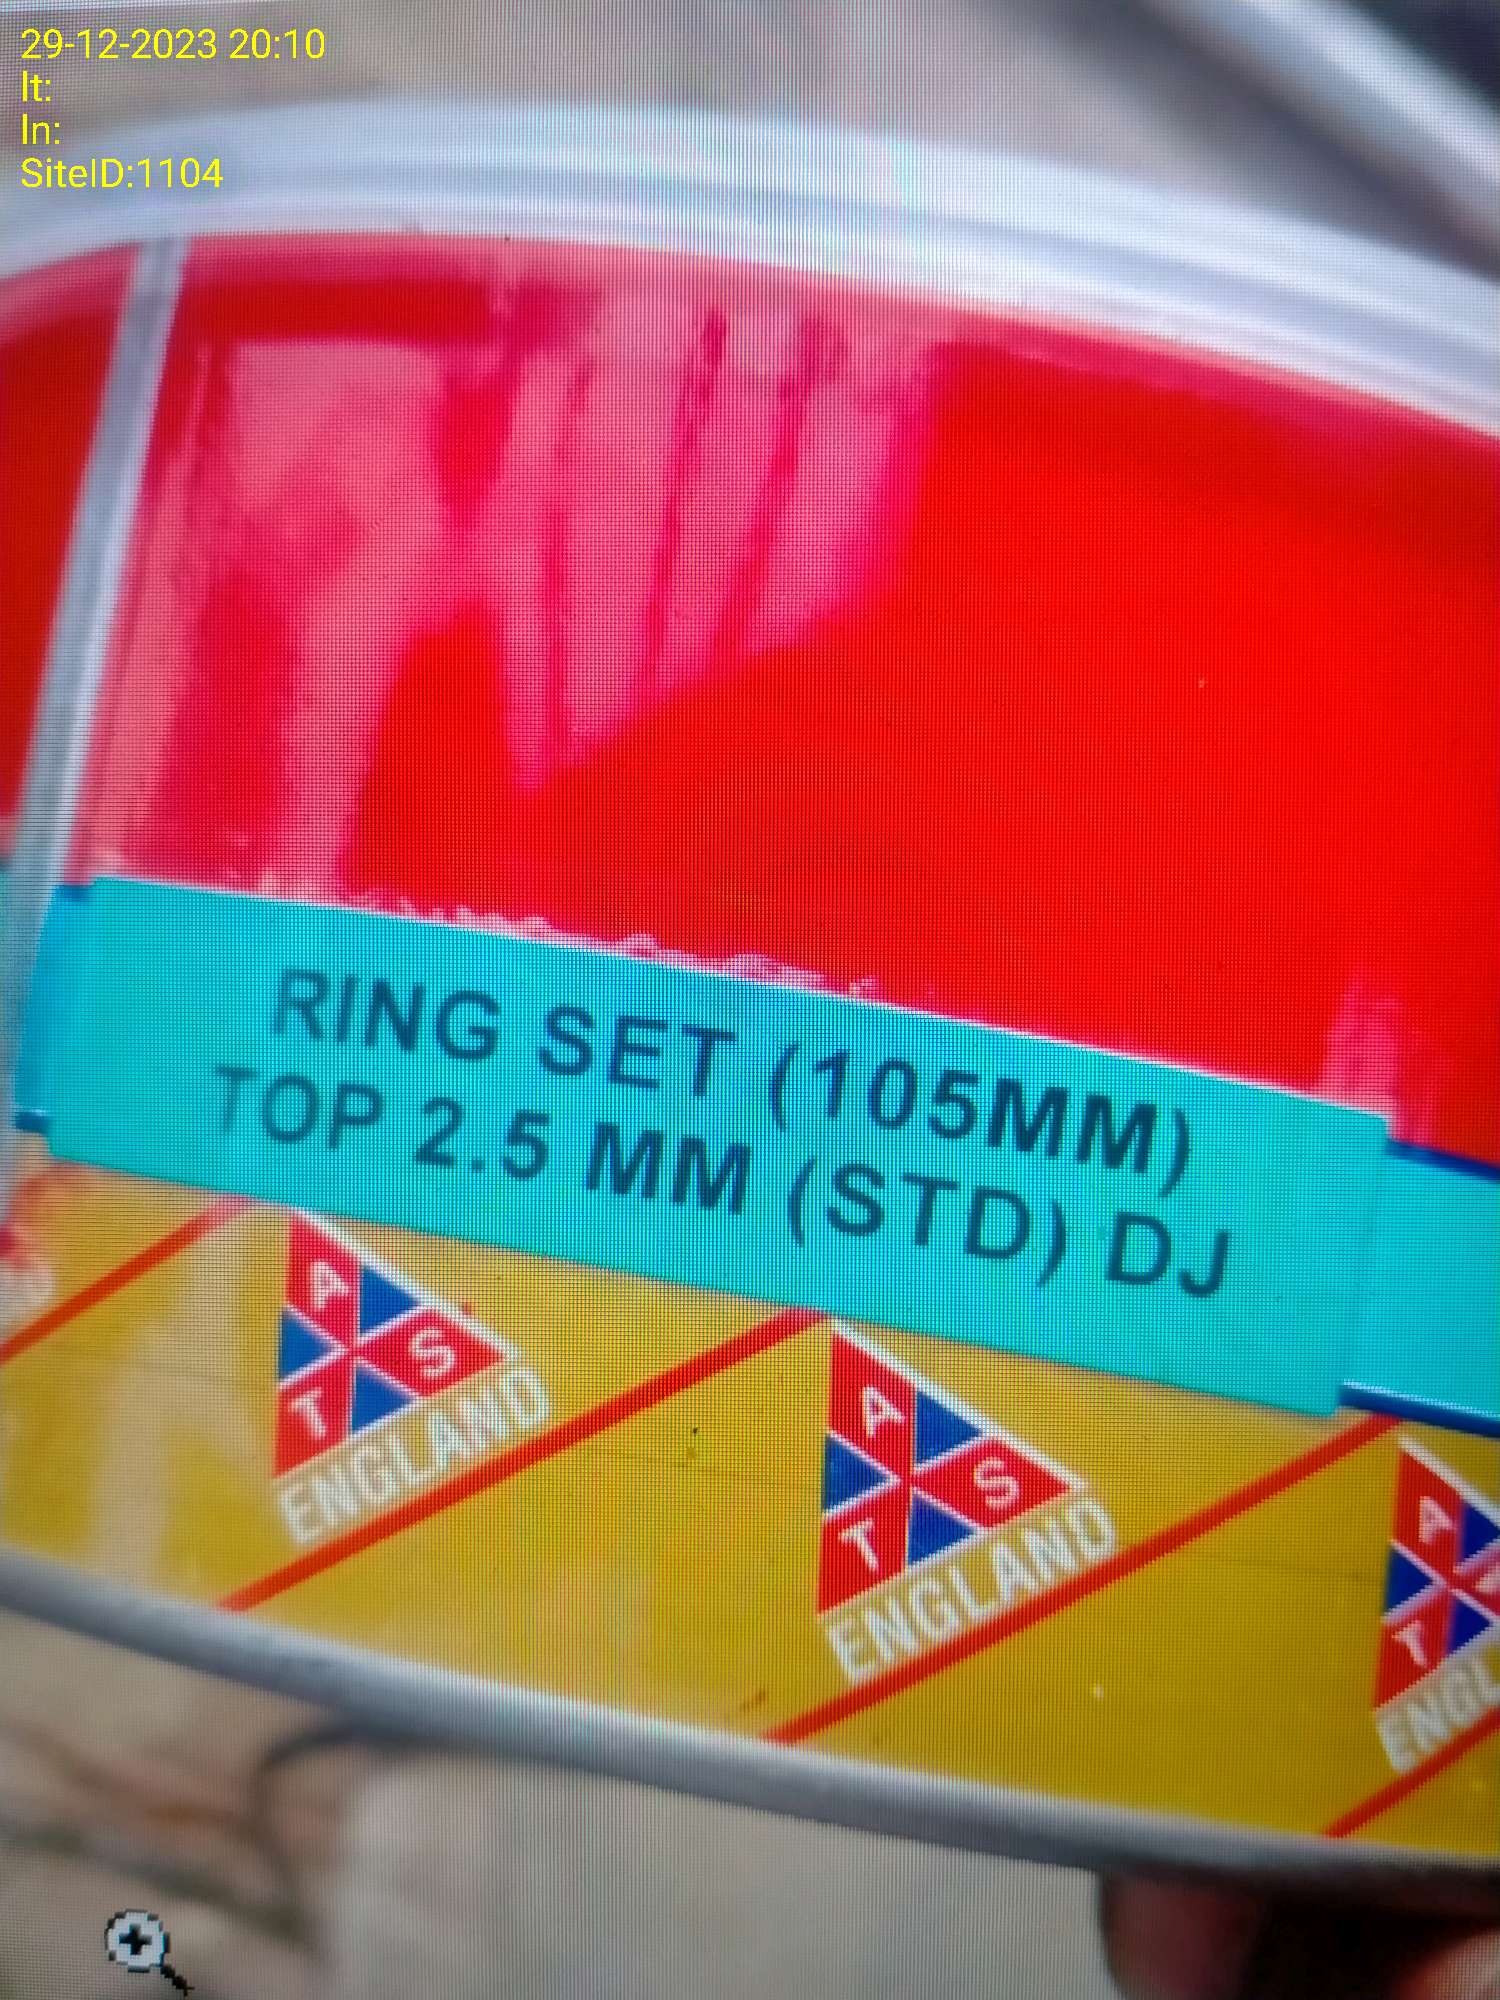 29-12-2023 20:10
lt:
ln:
SiteID:1104
RING SET (105MM)
TOP 2.5 MM (STD) DJ
A
S
T
ENGLAND
A
S
T
ENGLAND
A
T
ENGL